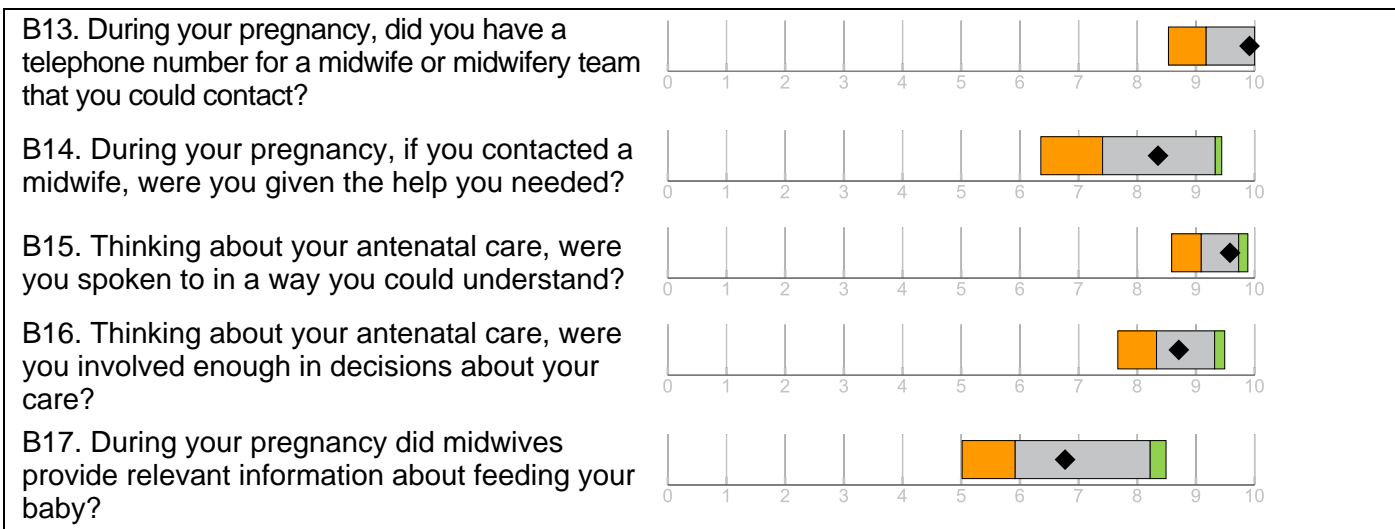 B13. During your pregnancy, did you have a
telephone number for a midwife or midwifery team
that you could contact?
0 1 2 3 4 5 6 7 8 9 10
B14. During your pregnancy, if you contacted a
midwife, were you given the help you needed?
0 1 2 3 4 5 6 7 8 9 10
B15. Thinking about your antenatal care, were
you spoken to in a way you could understand?
0 1 2 3 4 5 6 7 8 9 10
B16. Thinking about your antenatal care, were
you involved enough in decisions about your
care?
0 1 2 3 4 5 6 7 8 9 10
B17. During your pregnancy did midwives
provide relevant information about feeding your
baby?
0 1 2 3 4 5 6 7 8 9 10